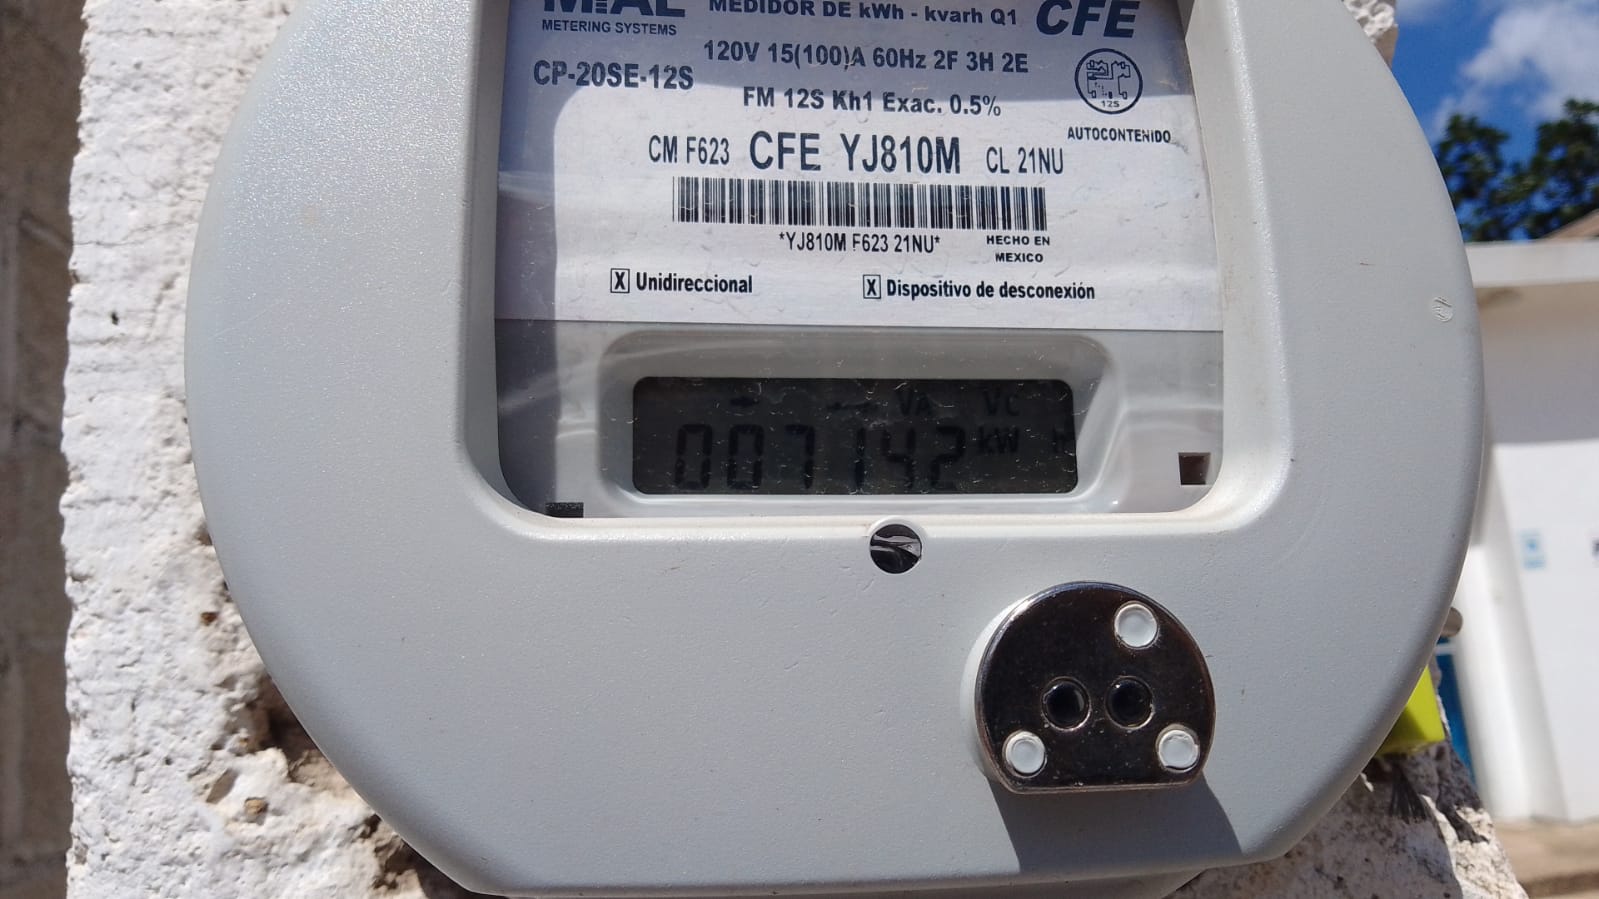 METERING SYSTEMS
MEDIDOR DE kWh - kvarh Q1
CFE
CP-20SE-12S
120V 15(100)A 60Hz 2F 3H 2E
FM 12S Kh1 Exac. 0.5%
12S
AUTOCONTENIDO
CM F623 CFE YJ810M CL 21NU
*YJ810M F623 21NU*
HECHO EN
MEXICO
X Unidireccional
X Dispositivo de desconexión
VA VC
007142 kW h